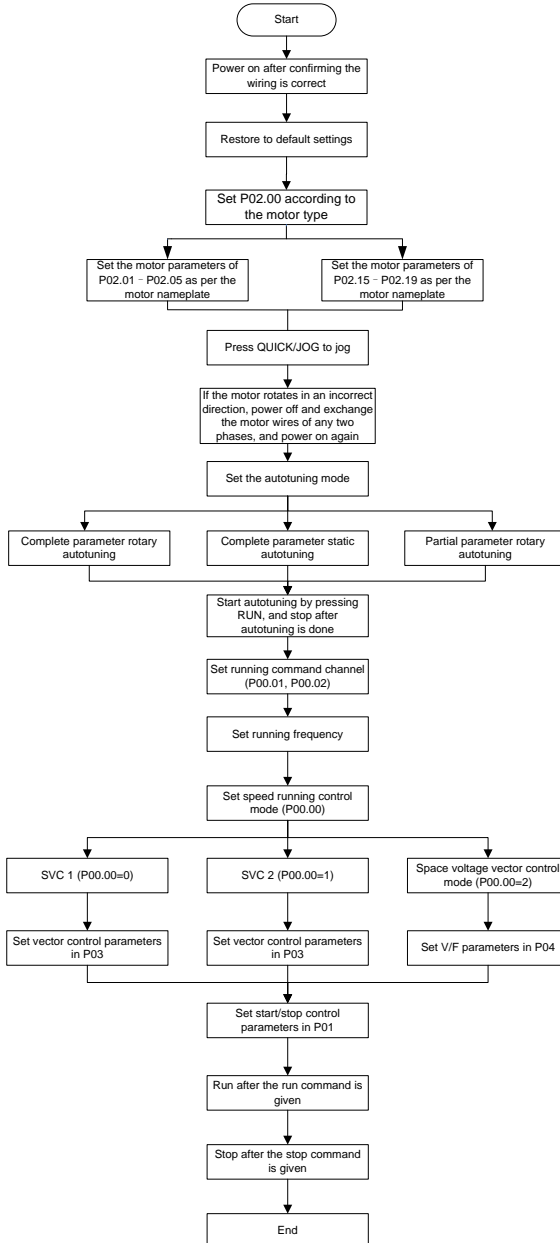 Start
Power on after confirming the
wiring is correct
Restore to default settings
Set P02.00 according to
the motor type
Set the motor parameters of
P02.01–P02.05 as per the
motor nameplate
Set the motor parameters of
P02.15–P02.19 as per the
motor nameplate
Press QUICK/JOG to jog
If the motor rotates in an incorrect
direction, power off and exchange
the motor wires of any two
phases, and power on again
Set the autotuning mode
Complete parameter rotary
autotuning
Complete parameter static
autotuning
Partial parameter rotary
autotuning
Start autotuning by pressing
RUN, and stop after
autotuning is done
Set running command channel
(P00.01, P00.02)
Set running frequency
Set speed running control
mode (P00.00)
SVC 1 (P00.00=0)
SVC 2 (P00.00=1)
Space voltage vector control
mode (P00.00=2)
Set vector control parameters
in P03
Set vector control parameters
in P03
Set V/F parameters in P04
Set start/stop control
parameters in P01
Run after the run command is
given
Stop after the stop command
is given
End